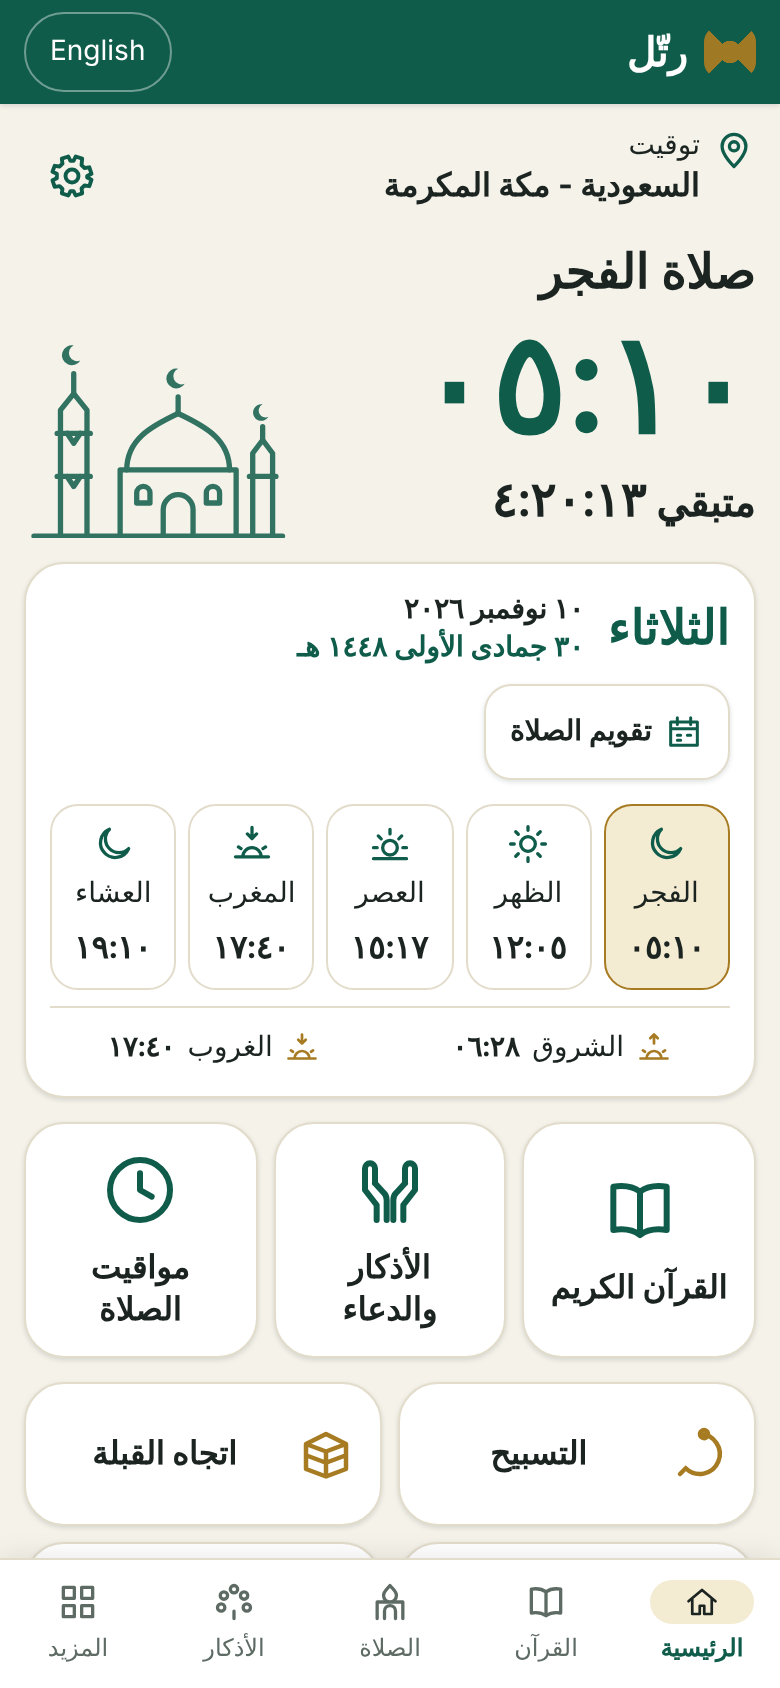 رتّل
English
توقيت
السعودية - مكة المكرمة
صلاة الفجر
٠٥:١٠
متبقي ٤:٢٠:١٣
الثلاثاء
١٠ نوفمبر ٢٠٢٦
٣٠ جمادى الأولى ١٤٤٨ هـ
تقويم الصلاة
الفجر
٠٥:١٠
الظهر
١٢:٠٥
العصر
١٥:١٧
المغرب
١٧:٤٠
العشاء
١٩:١٠
الشروق ٠٦:٢٨
الغروب ١٧:٤٠
القرآن الكريم
الأذكار
والدعاء
مواقيت
الصلاة
التسبيح
اتجاه القبلة
الرئيسية
القرآن
الصلاة
الأذكار
المزيد